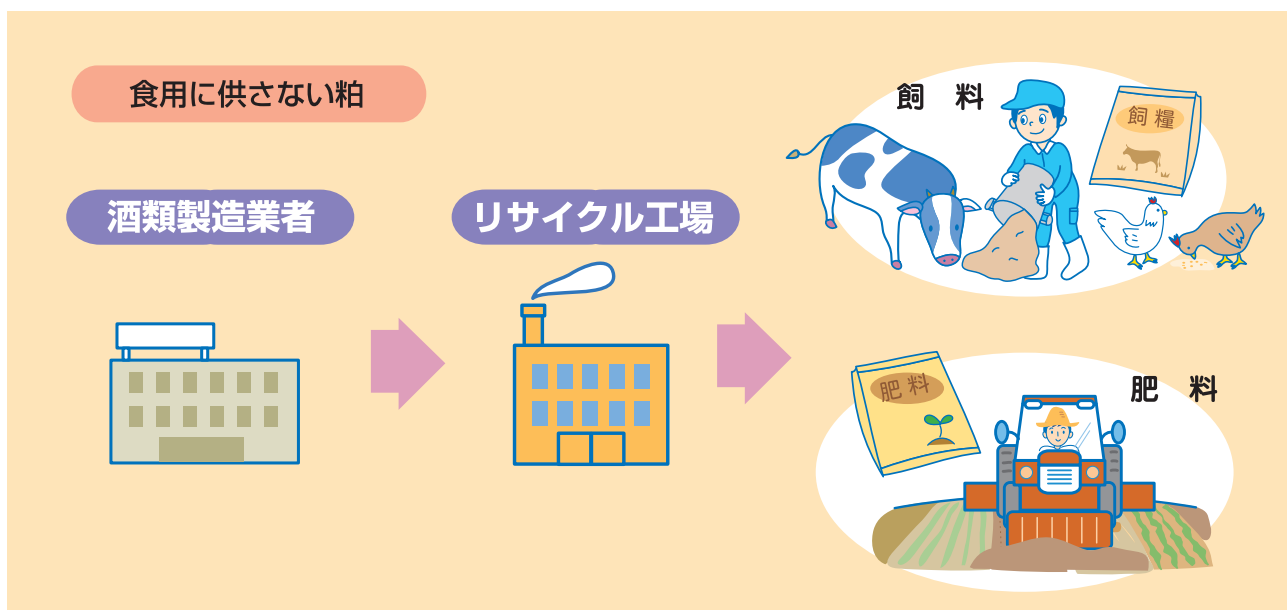 食用に供さない粕
酒類製造業者
リサイクル工場
飼 料
飼糧
肥料
肥 料